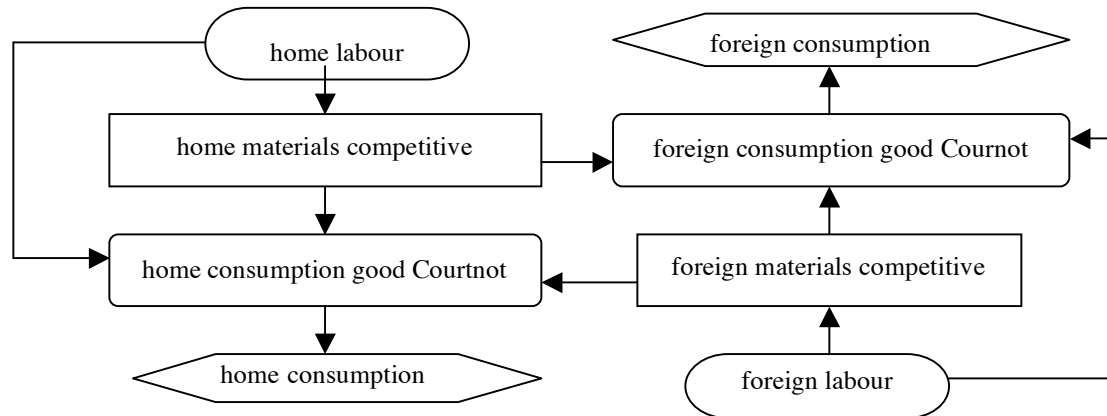 home labour
foreign consumption
home materials competitive
foreign consumption good Cournot
home consumption good Courtnot
foreign materials competitive
home consumption
foreign labour